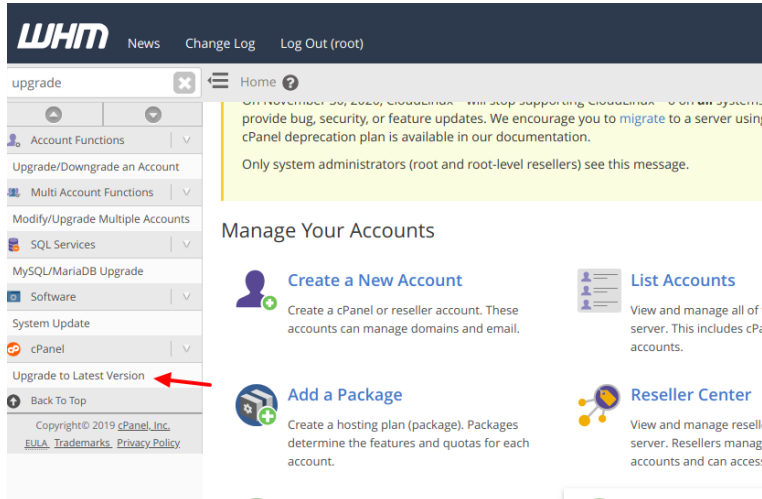 WHM News Change Log Log Out (root)
upgrade
Home
provide bug, security, or feature updates. We encourage you to migrate to a server using
cPanel deprecation plan is available in our documentation.
Only system administrators (root and root-level resellers) see this message.
Account Functions
Upgrade/Downgrade an Account
Multi Account Functions
Modify/Upgrade Multiple Accounts
SQL Services
MySQL/MariaDB Upgrade
Software
System Update
cPanel
Upgrade to Latest Version
Back To Top
Copyright© 2019 cPanel, Inc.
EULA Trademarks Privacy Policy
Manage Your Accounts
Create a New Account
Create a cPanel or reseller account. These
accounts can manage domains and email.
List Accounts
View and manage all of
server. This includes cPa
accounts.
Add a Package
Create a hosting plan (package). Packages
determine the features and quotas for each
account.
Reseller Center
View and manage resell
server. Resellers manag
accounts and can acces